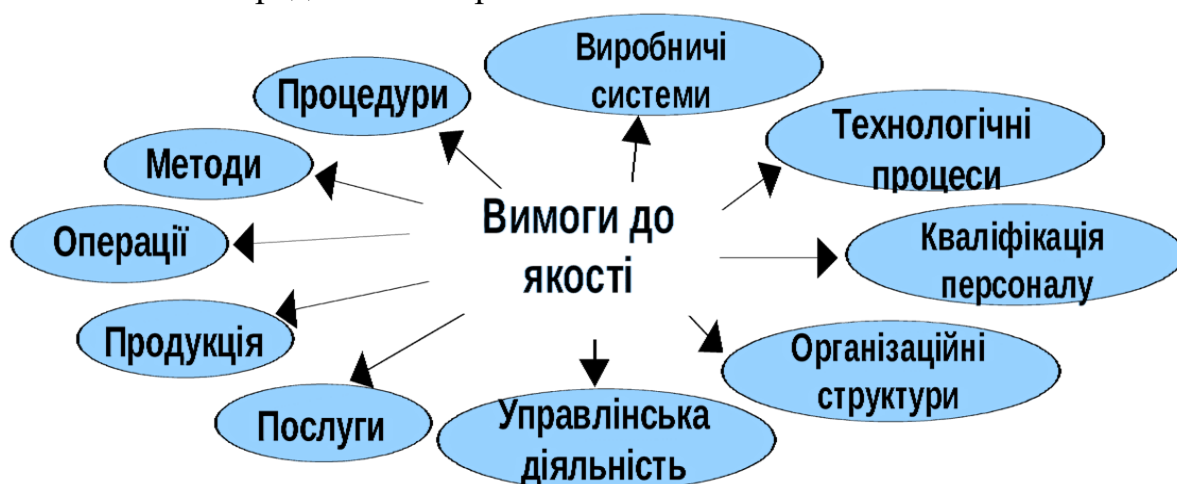 Виробничі
системи
Процедури
Технологічні
процеси
Методи
Вимоги до
якості
Операції
Кваліфікація
персоналу
Продукція
Організаційні
структури
Послуги
Управлінська
діяльність